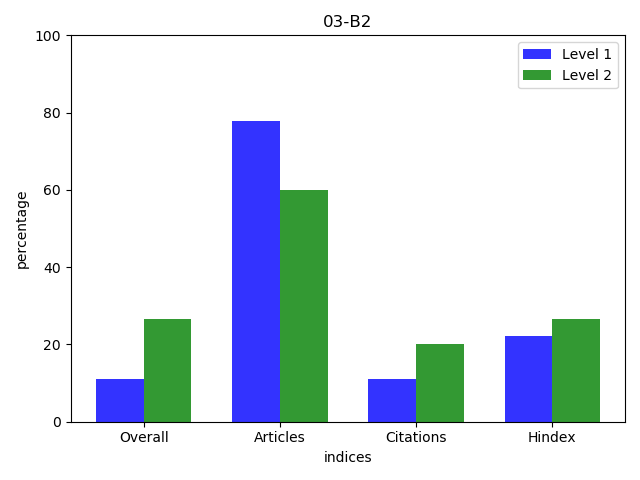 03-B2
Level 1
Level 2
percentage
100
80
60
40
20
0
Overall Articles Citations Hindex
indices